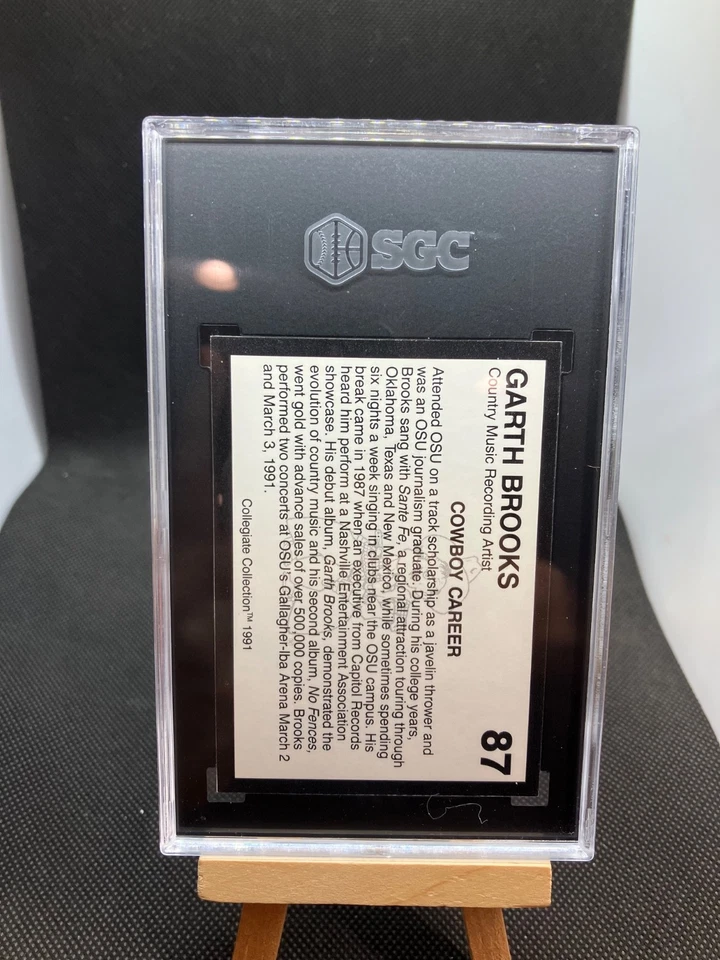 SGC
GARTH BROOKS
87
Country Music Recording Artist
COWBOY CAREER
Attended OSU on a track scholarship as a javelin thrower and
was an OSU journalism graduate. During his college years,
Brooks sang with Sante Fe, a regional attraction touring through
Oklahoma, Texas and New Mexico, while sometimes spending
six nights a week singing in clubs near the OSU campus. His
break came in 1987 when an executive from Capitol Records
heard him perform at a Nashville Entertainment Association
showcase. His debut album, Garth Brooks, demonstrated the
evolution of country music and his second album, No Fences,
went gold with advance sales of over 500,000 copies. Brooks
performed two concerts at OSU's Gallagher-Iba Arena March 2
and March 3, 1991.
Collegiate Collection™ 1991